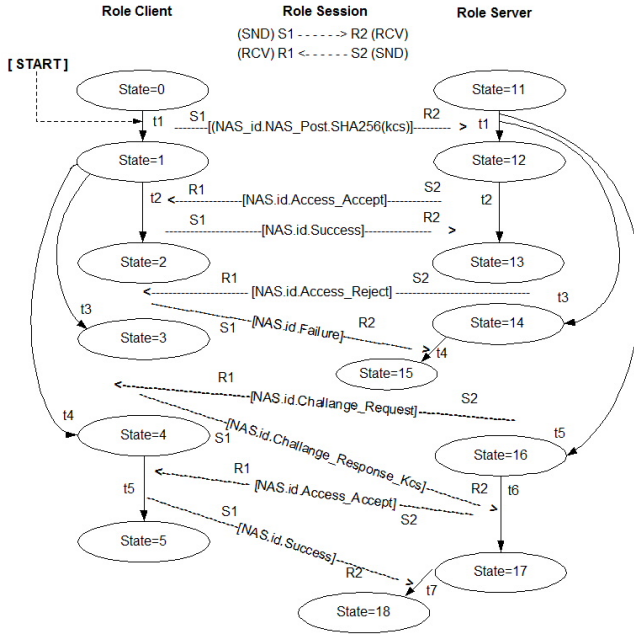 Role Client Role Session Role Server
(SND) S1 ------> R2 (RCV)
(RCV) R1 <------ S2 (SND)
[ START ]
State=0 State=11
t1 S1 [(NAS_id.NAS_Post.SHA256(kcs)] R2 t1
State=1 State=12
t2 R1 [NAS.id.Access_Accept] S2 t2
S1 [NAS.id.Success] R2
State=2 State=13
R1 [NAS.id.Access_Reject] S2
t3 S1 [NAS.id.Failure] R2 State=14 t3
State=3 t4
State=15
R1 [NAS.id.Challange_Request] S2
t4 State=4 S1 [NAS.id.Challange_Response_Kcs] R2 State=16 t5
t5 R1 [NAS.id.Access_Accept] S2 t6
S1 [NAS.id.Success] R2
State=5 State=17
t7
State=18